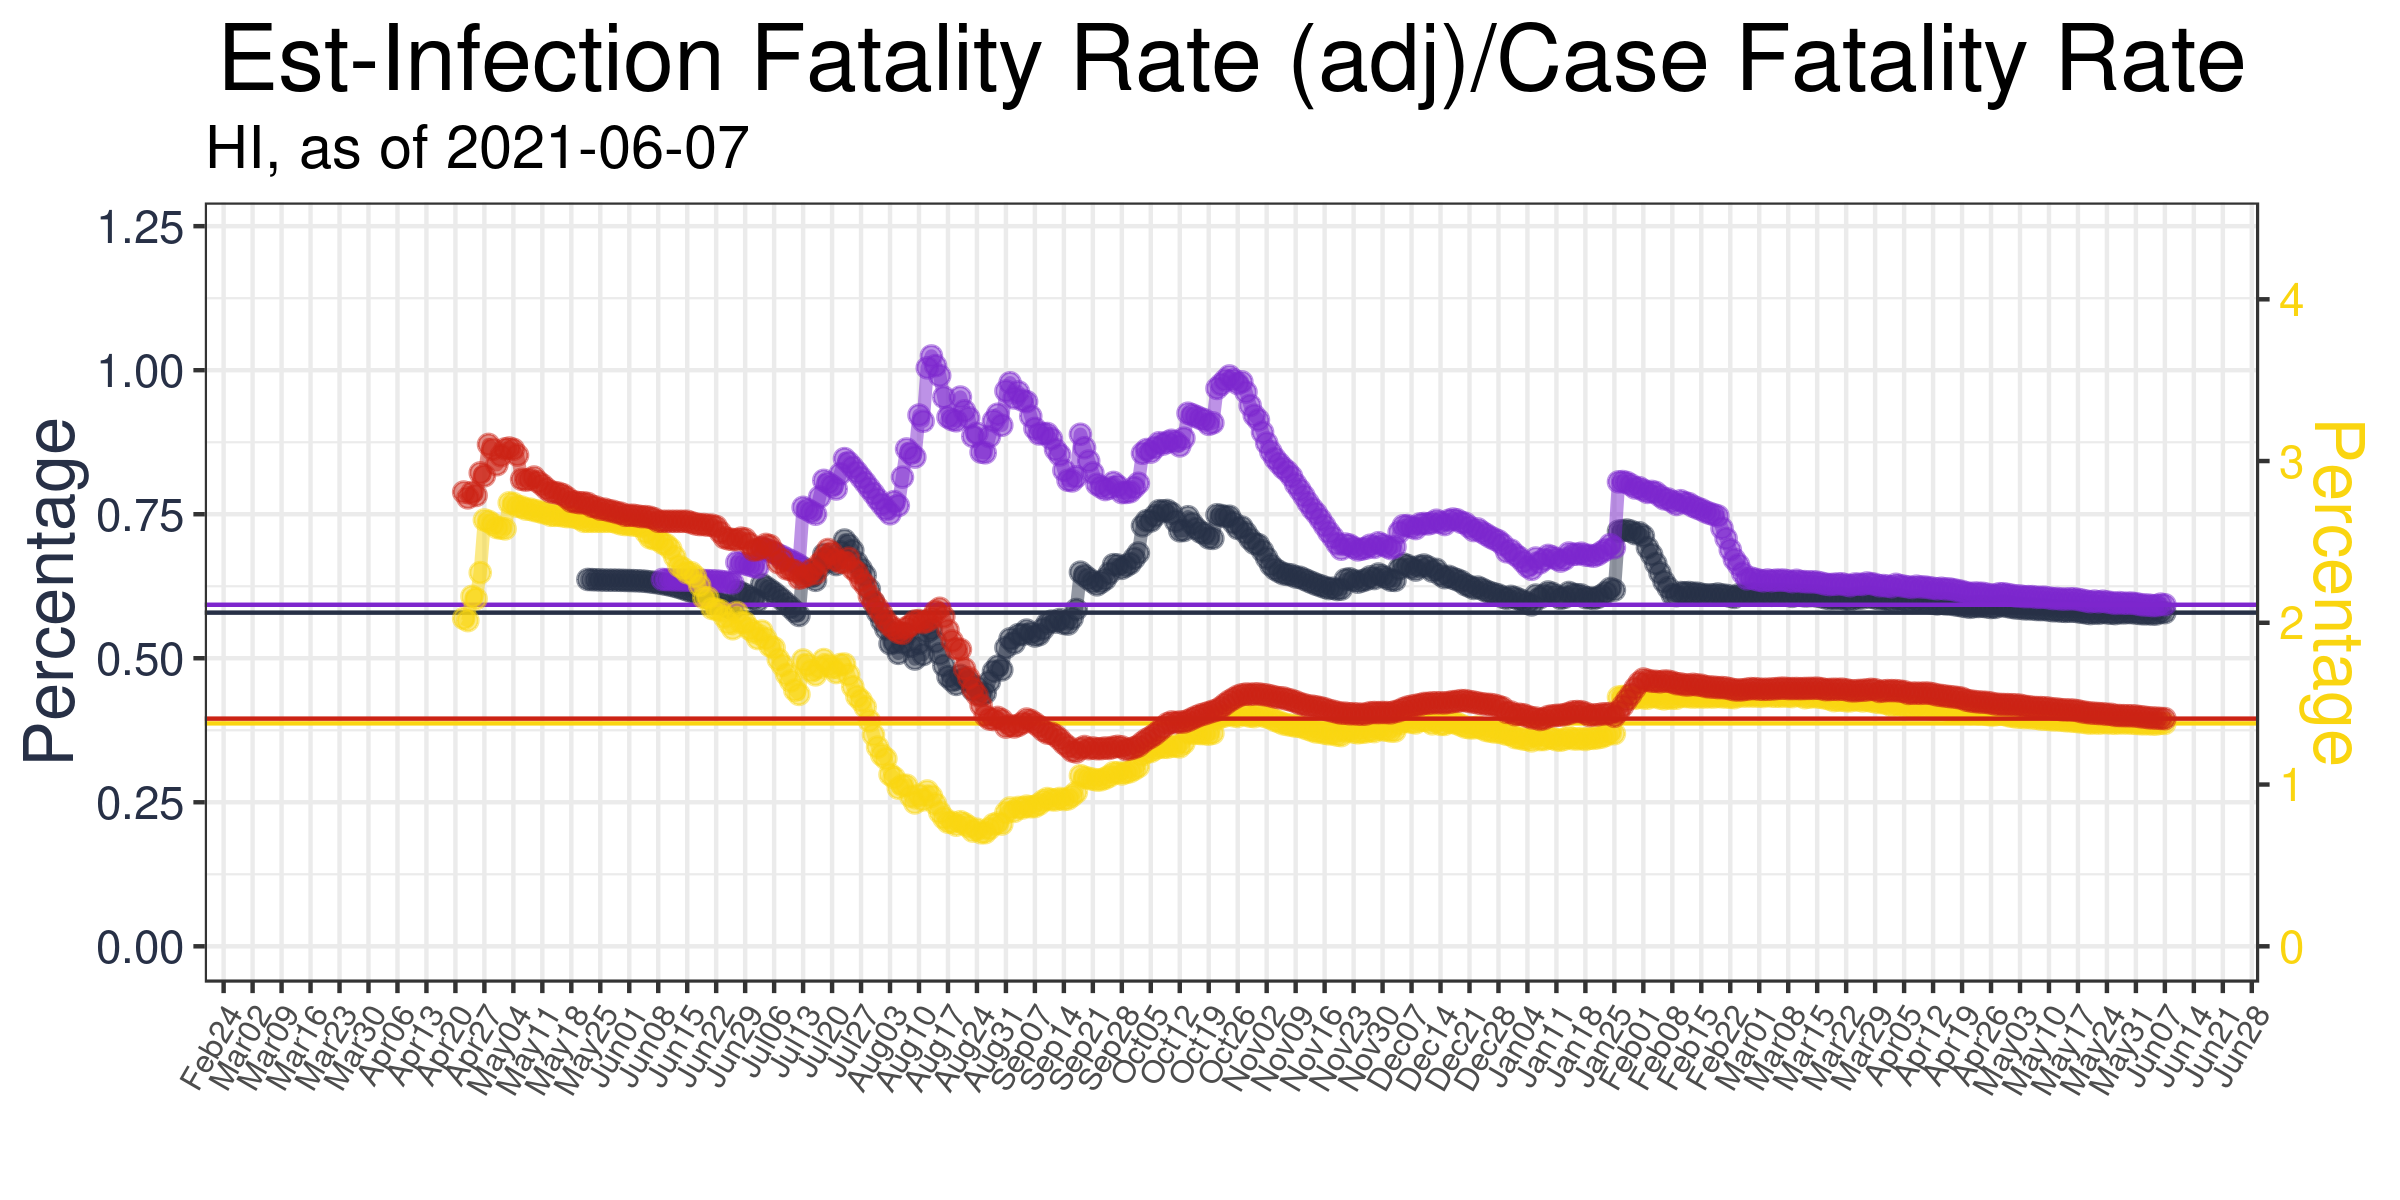 Est-Infection Fatality Rate (adj)/Case Fatality Rate
HI, as of 2021-06-07
Percentage
1.25
1.00
0.75
0.50
0.25
0.00
4
3
2
1
0
Percentage
Feb24
Mar02
Mar09
Mar16
Mar23
Mar30
Apr06
Apr13
Apr20
Apr27
May04
May11
May18
May25
Jun01
Jun08
Jun15
Jun22
Jun29
Jul06
Jul13
Jul20
Jul27
Aug03
Aug10
Aug17
Aug24
Aug31
Sep07
Sep14
Sep21
Sep28
Oct05
Oct12
Oct19
Oct26
Nov02
Nov09
Nov16
Nov23
Nov30
Dec07
Dec14
Dec21
Dec28
Jan04
Jan11
Jan18
Jan25
Feb01
Feb08
Feb15
Feb22
Mar01
Mar08
Mar15
Mar22
Mar29
Apr05
Apr12
Apr19
Apr26
May03
May10
May17
May24
May31
Jun07
Jun14
Jun21
Jun28